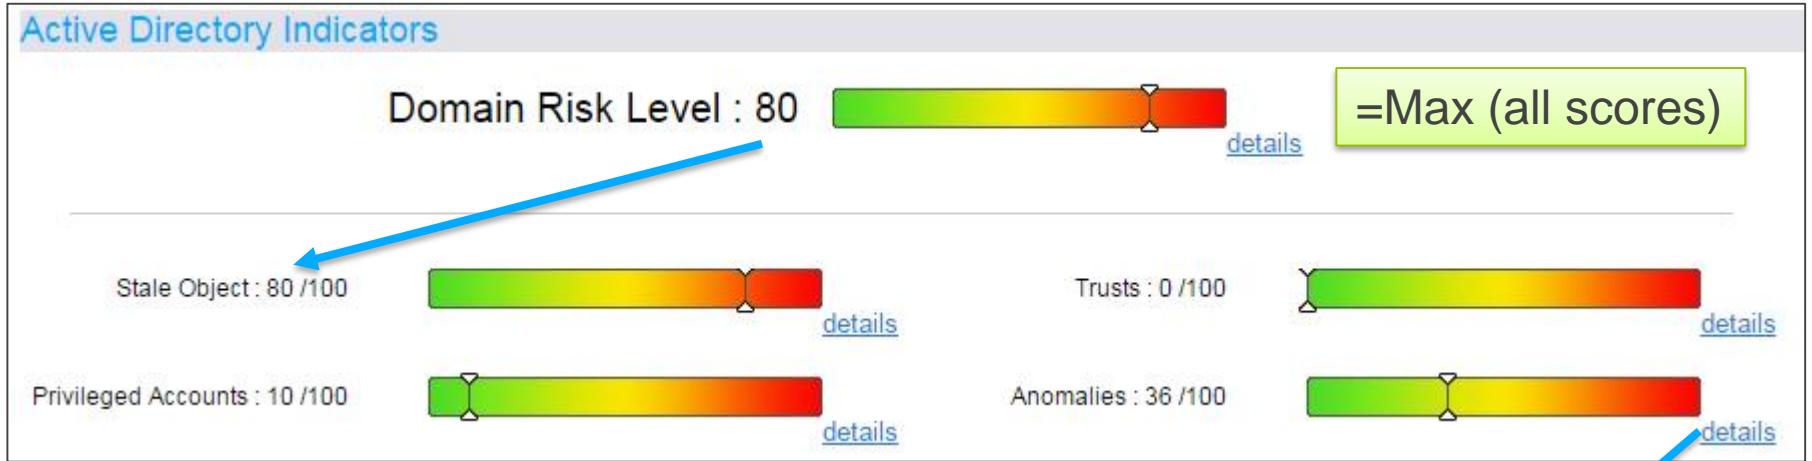 Active Directory Indicators
Domain Risk Level : 80
details
=Max (all scores)
Stale Object : 80 /100
details
Trusts : 0 /100
details
Privileged Accounts : 10 /100
details
Anomalies : 36 /100
details